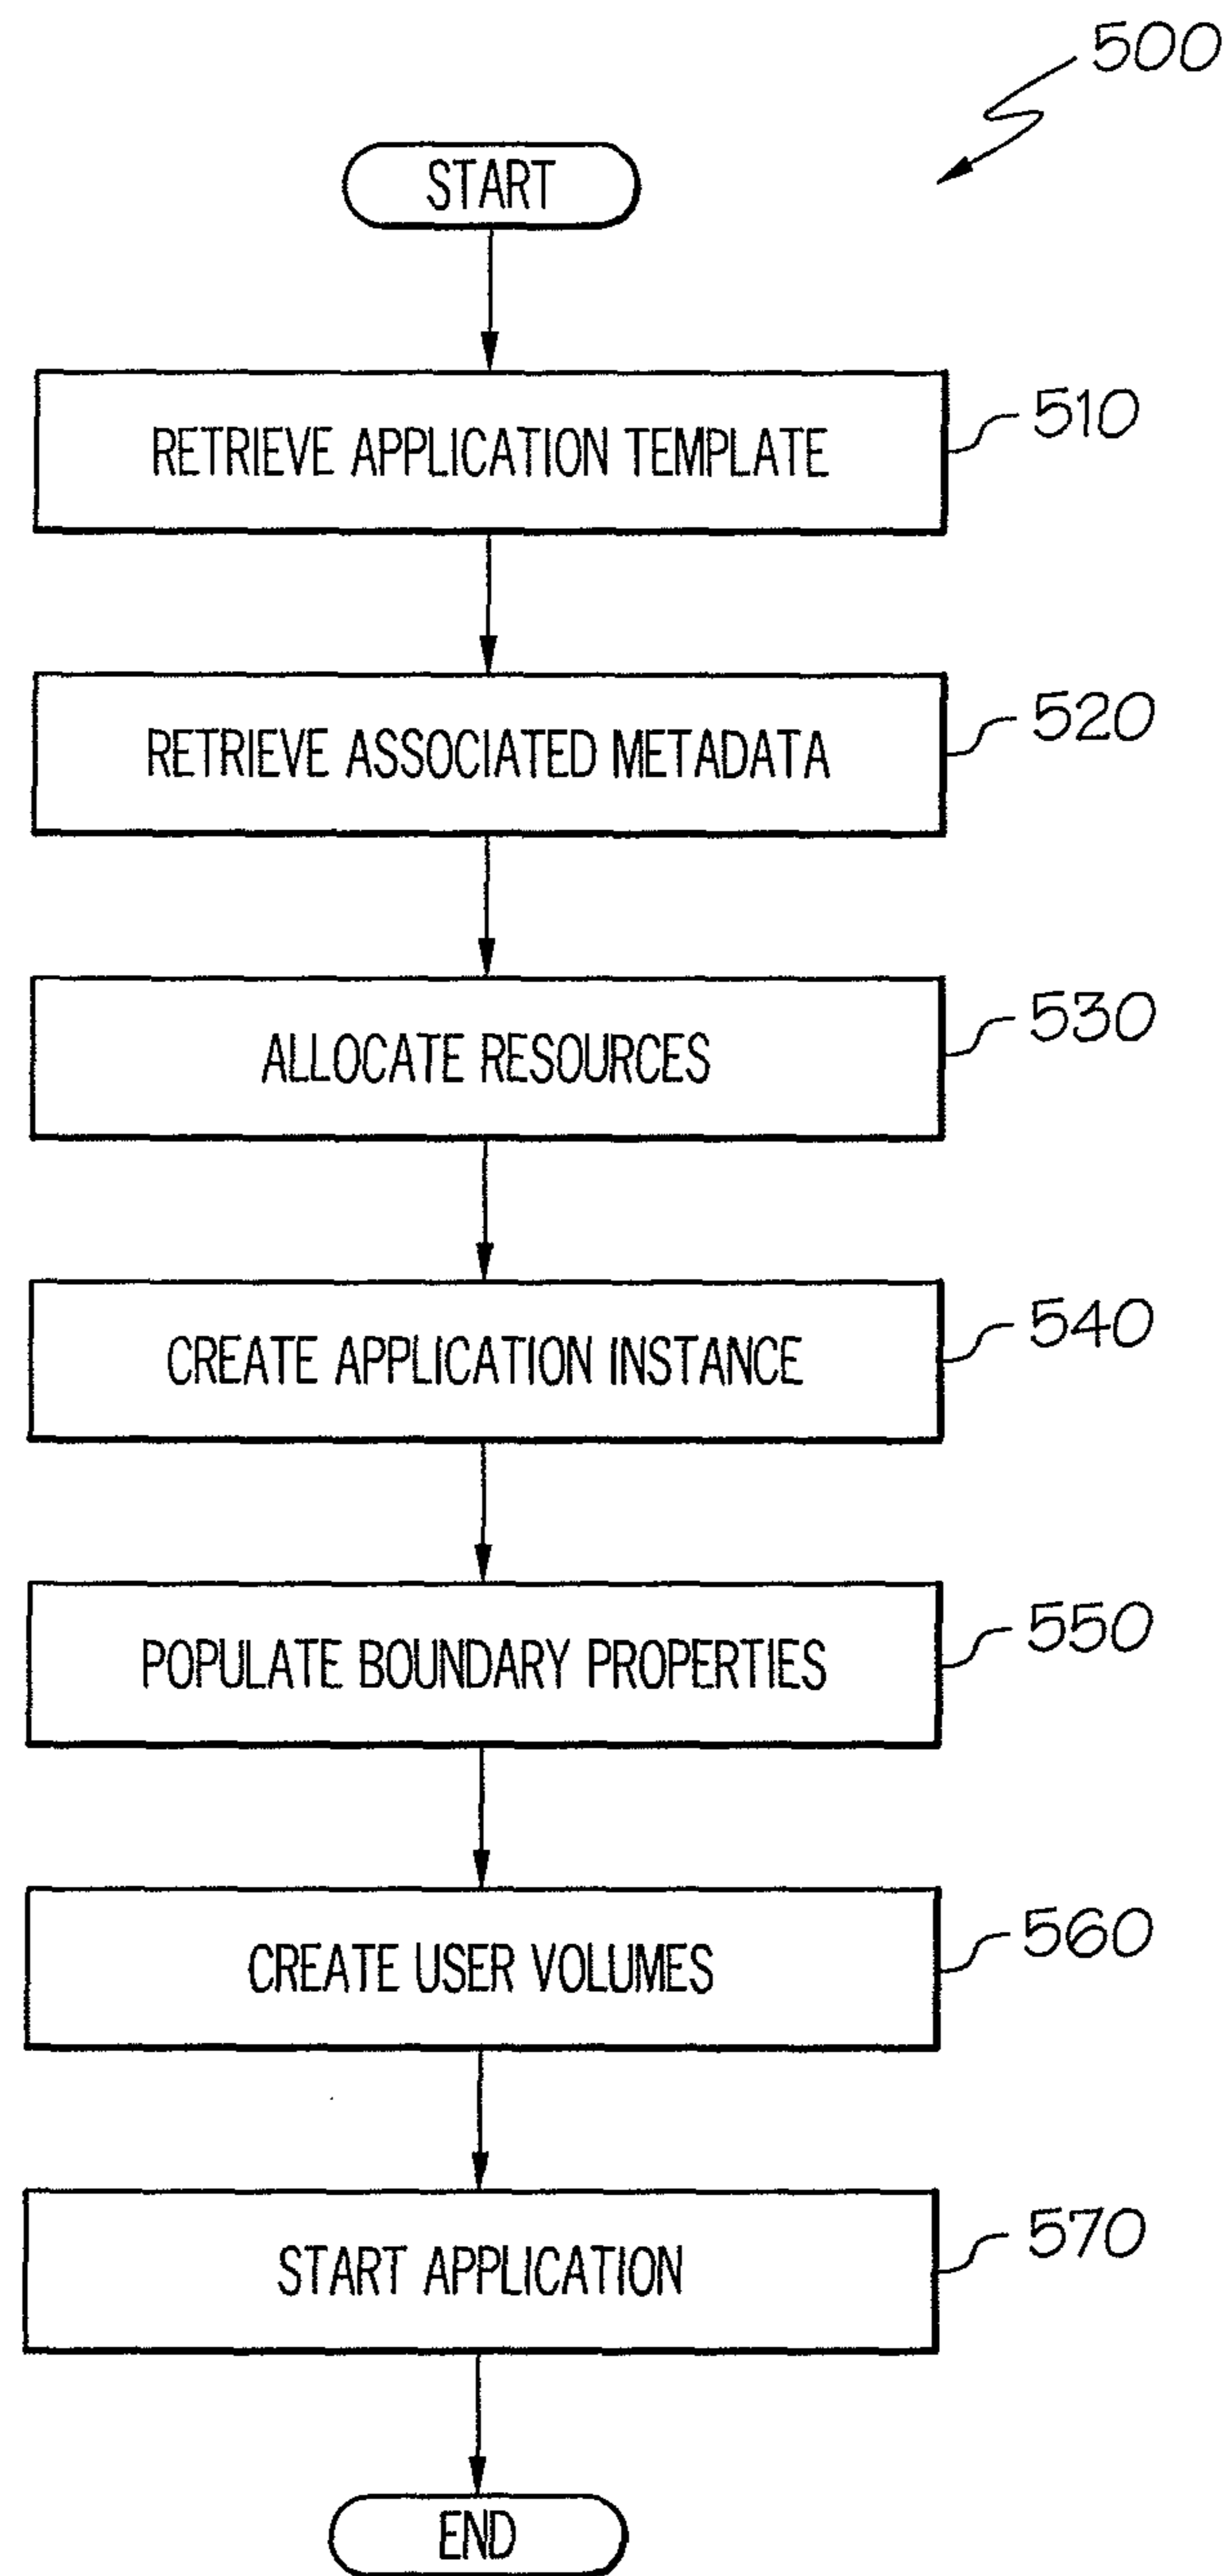 500
START
RETRIEVE APPLICATION TEMPLATE
510
RETRIEVE ASSOCIATED METADATA
520
ALLOCATE RESOURCES
530
CREATE APPLICATION INSTANCE
540
POPULATE BOUNDARY PROPERTIES
550
CREATE USER VOLUMES
560
START APPLICATION
570
END